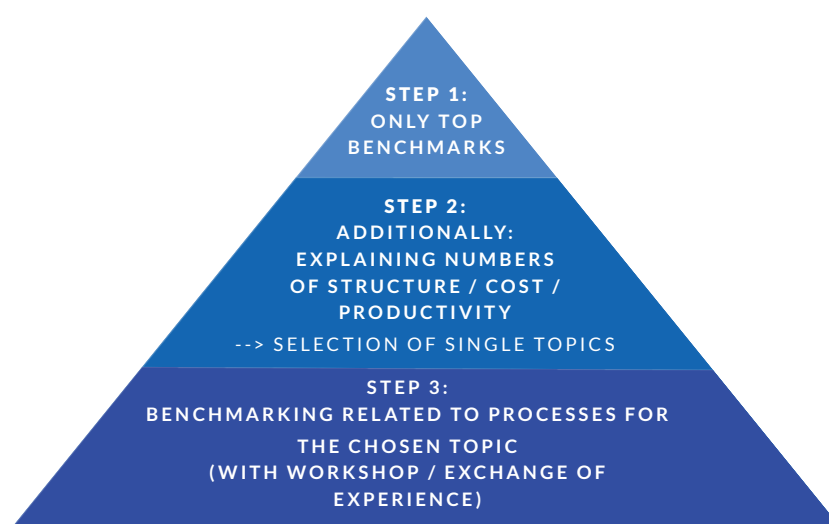 STEP 1:
ONLY TOP
BENCHMARKS
STEP 2:
ADDITIONALLY:
EXPLAINING NUMBERS
OF STRUCTURE / COST /
PRODUCTIVITY
--> SELECTION OF SINGLE TOPICS
STEP 3:
BENCHMARKING RELATED TO PROCESSES FOR
THE CHOSEN TOPIC
(WITH WORKSHOP / EXCHANGE OF
EXPERIENCE)